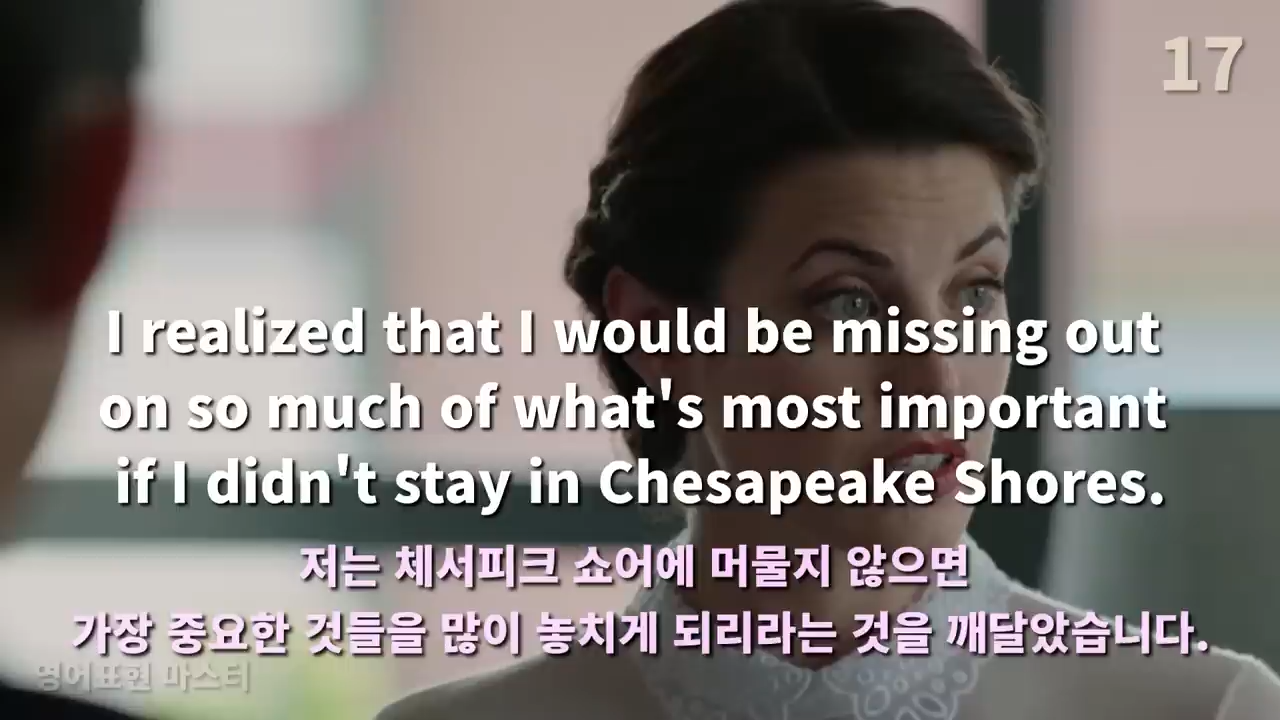 17
I realized that I would be missing out
on so much of what's most important
if I didn't stay in Chesapeake Shores.
저는 체서피크 쇼어에 머물지 않으면
가장 중요한 것들을 많이 놓치게 되리라는 것을 깨달았습니다.
영어표현 마스터